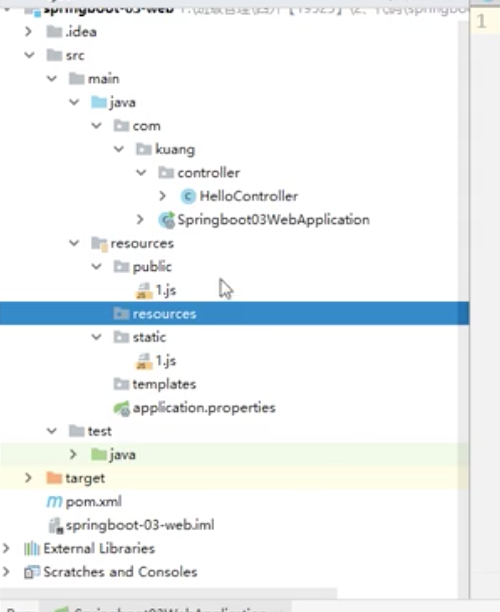 springboot-03-web
.idea
src
main
java
com
kuang
controller
HelloController
Springboot03WebApplication
resources
public
1.js
resources
static
1.js
templates
application.properties
test
java
target
pom.xml
springboot-03-web.iml
External Libraries
Scratches and Consoles
1